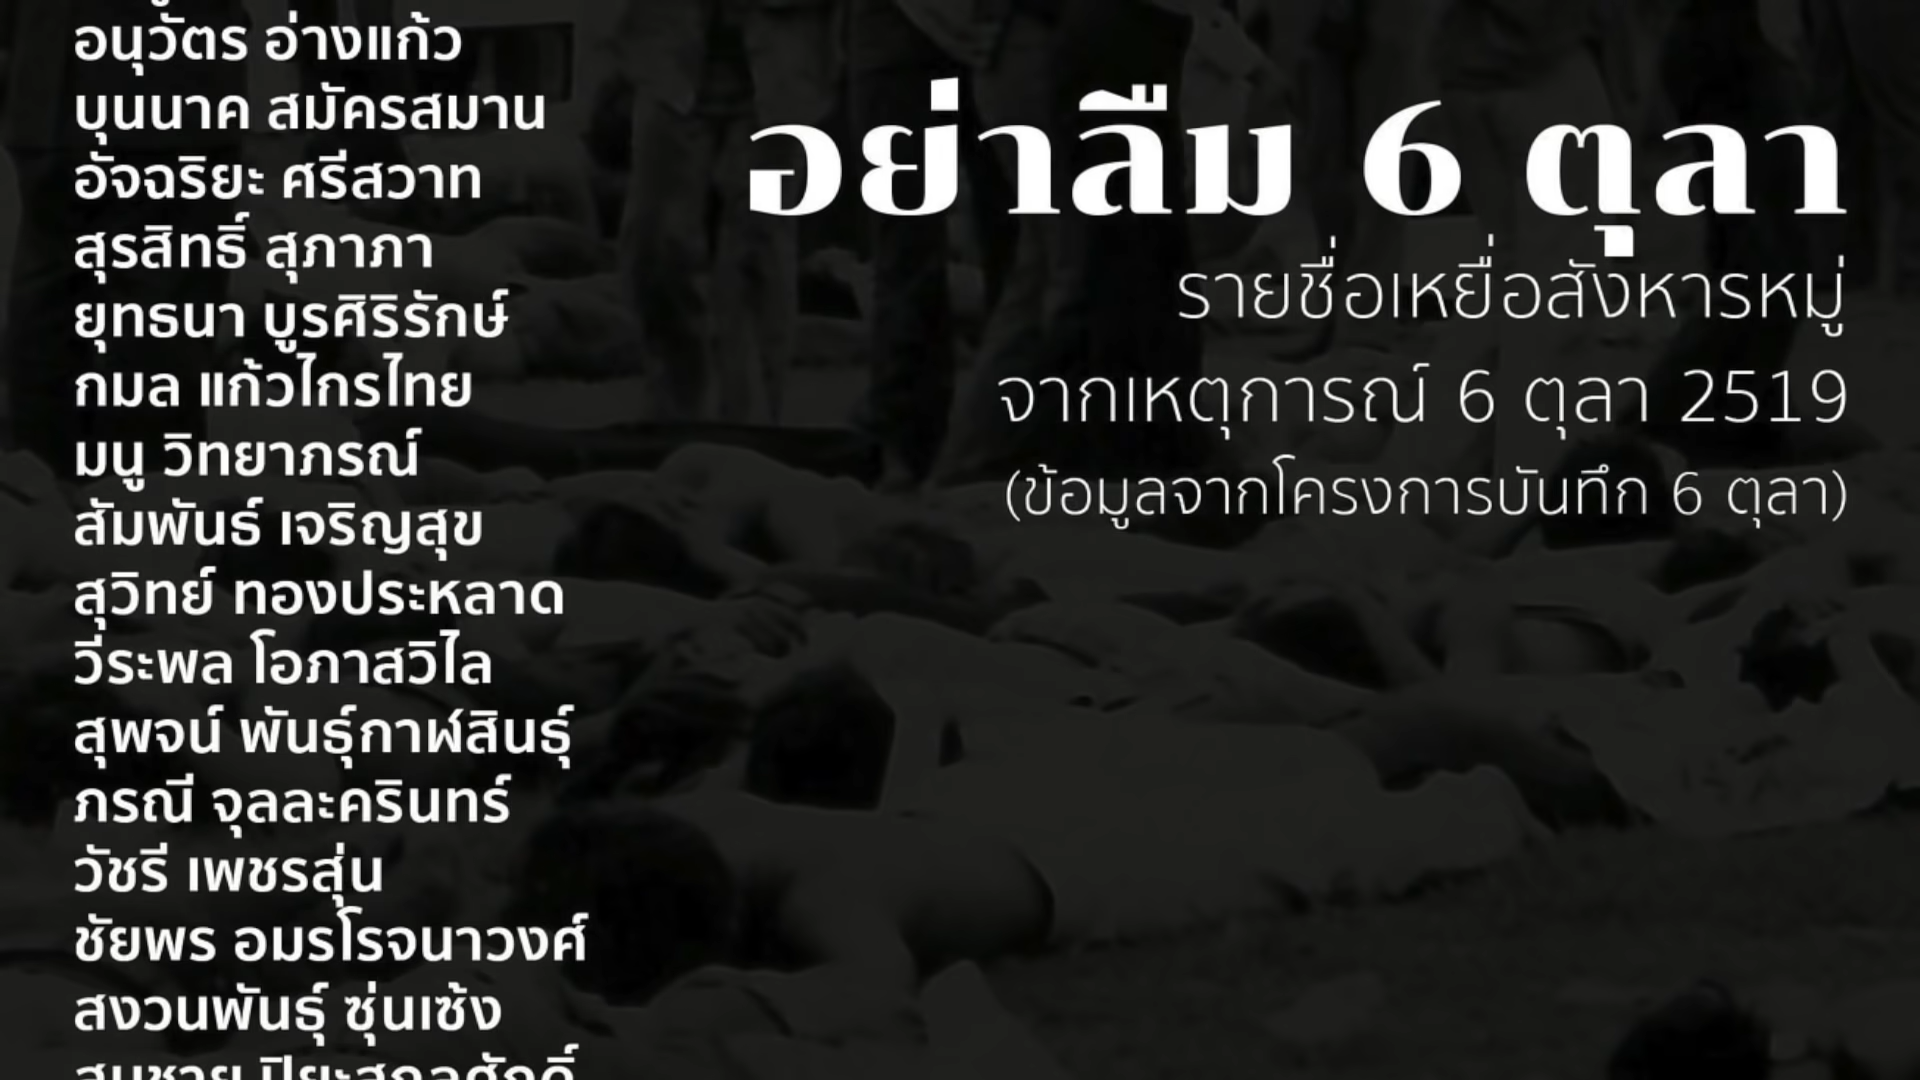 อนุวัตร อ่างแก้ว
บุนนาค สมัครสมาน
อัจฉริยะ ศรีสวาท
สุรสิทธิ์ สุภาภา
ยุทธนา บูรศิริรักษ์
กมล แก้วไกรไทย
มนู วิทยาภรณ์
สัมพันธ์ เจริญสุข
สุวิทย์ ทองประหลาด
วีระพล โอภาสวิไล
สุพจน์ พันธุ์กาฬสินธุ์
ภรณี จุลละครินทร์
วัชรี เพชรสุ่น
ชัยพร อมรโรจนาวงศ์
สงวนพันธุ์ ซุ่นเซ้ง
อย่าลืม 6 ตุลา
รายชื่อเหยื่อสังหารหมู่
จากเหตุการณ์ 6 ตุลา 2519
(ข้อมูลจากโครงการบันทึก 6 ตุลา)